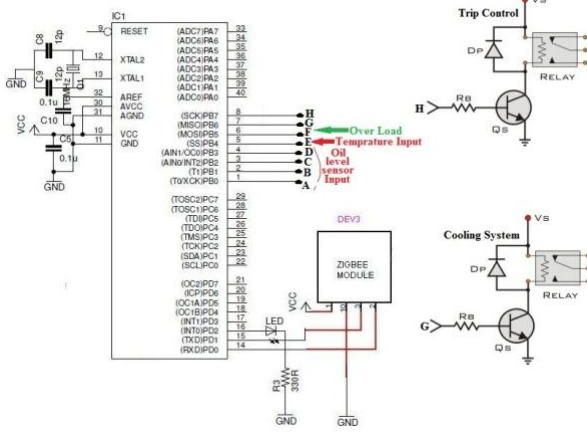 IC1
9 RESET
12 XTAL2
13 XTAL1
32 AREF
30 AVCC
31 AGND
10 VCC
11 GND
(ADC7)PA7 33
(ADC6)PA6 34
(ADC5)PA5 35
(ADC4)PA4 36
(ADC3)PA3 37
(ADC2)PA2 38
(ADC1)PA1 39
(ADC0)PA0 40
(SCK)PB7 8 H
(MISO)PB6 7 G
(MOSI)PB5 6 F Over Load
(SS)PB4 5 E Temprature Input
(AIN1/OC0)PB3 4 D Oil
(AIN0/INT2)PB2 3 C level
(T1)PB1 2 B sensor
(T0/XCK)PB0 1 A Input
(TOSC2)PC7 29
(TOSC1)PC6 28
(TDI)PC5 27
(TDO)PC4 26
(TMS)PC3 25
(TCK)PC2 24
(SDA)PC1 23
(SCL)PC0 22
(OC2)PD7 21
(ICP)PD6 20
(OC1A)PD5 19
(OC1B)PD4 18
(INT1)PD3 17
(INT0)PD2 16
(TXD)PD1 15
(RXD)PD0 14
C8
12p
C9
12p
Q1
16MHz
GND
0.1u
C10
VCC
C5
0.1u
GND
LED
R3
330R
GND
DEV3
ZIGBEE
MODULE
VCC
1 10 3 2
GND
Trip Control
Vs
DP
RELAY
H
RB
QS
Vs
Cooling System
DP
RELAY
G
RB
QS